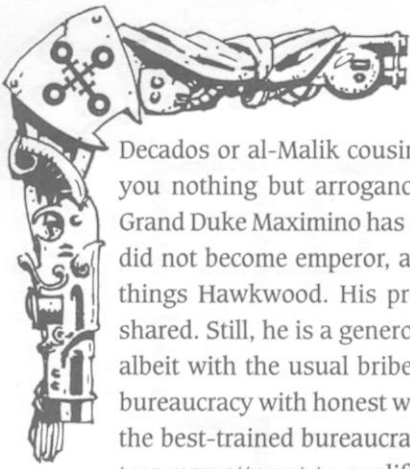 Decados or al-Malik cousin
you nothing but arroganc
Grand Duke Maximino has
did not become emperor, a
things Hawkwood. His pr
shared. Still, he is a genero
albeit with the usual bribe
bureaucracy with honest w
the best-trained bureaucra